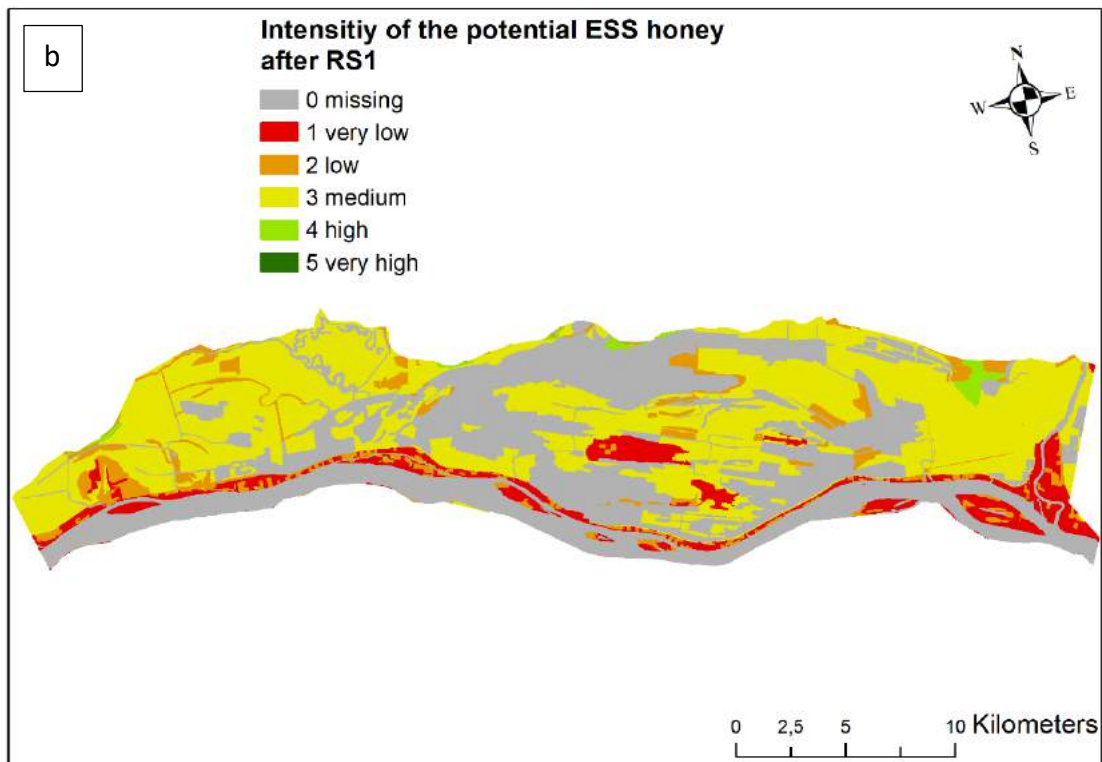 b
Intensitiy of the potential ESS honey
after RS1
0 missing
1 very low
2 low
3 medium
4 high
5 very high
N
W E
S
0 2,5 5 10 Kilometers